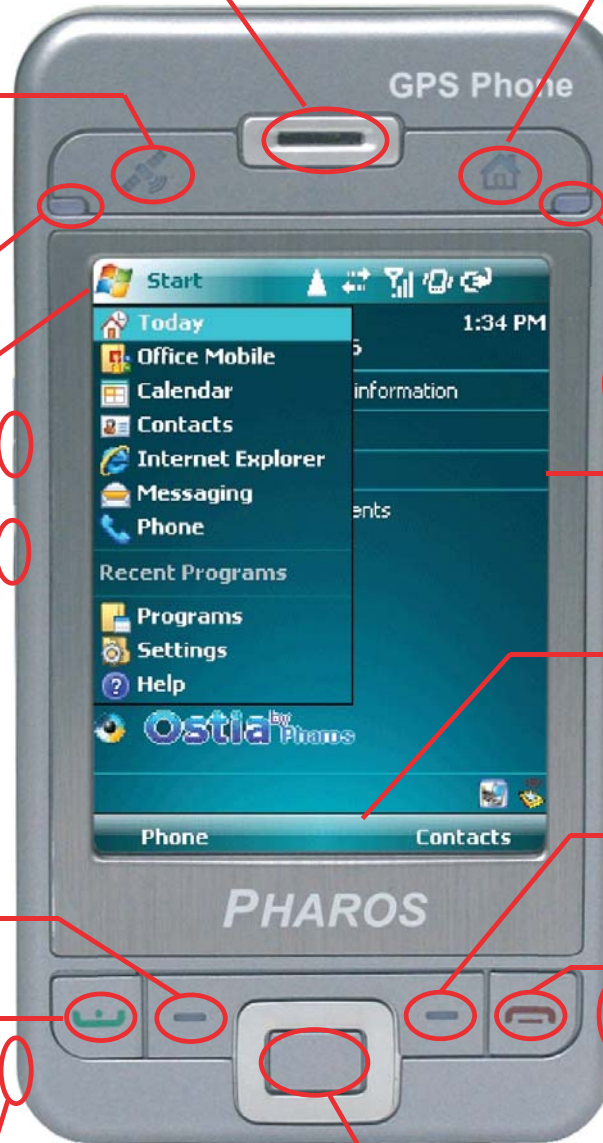 GPS Phone
Start
Today
1:34 PM
Office Mobile
Calendar
information
Contacts
Internet Explorer
Messaging
ents
Phone
Recent Programs
Programs
Settings
Help
Ostia by Pharos
Phone
Contacts
PHAROS